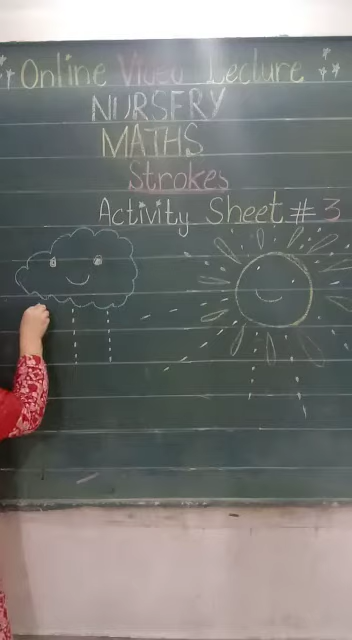 Online Video Lecture
NURSERY
MATHS
Strokes
Activity Sheet # 3